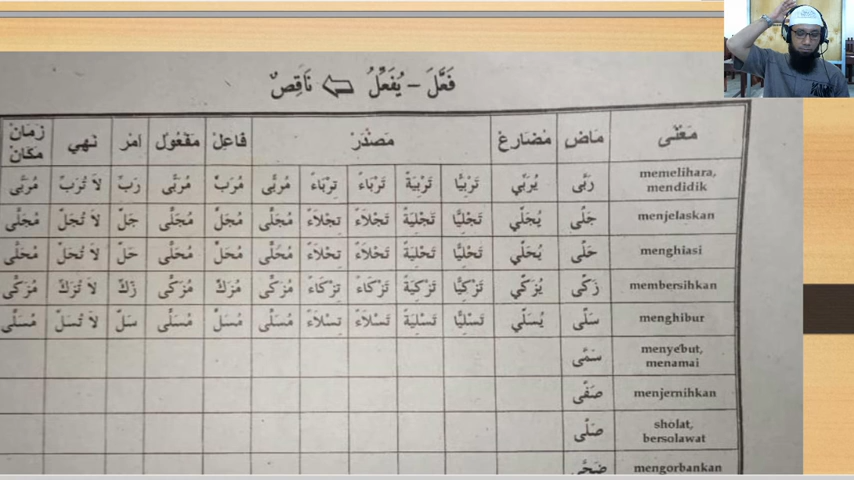 فَعَّلَ – يُفَعِّلُ ⇦ نَاقِصٌ
مَعْنَى مَاضٍ مُضَارِعْ مَصْدَرْ فَاعِلْ مَفْعُوْلْ اَمْرْ نَهِي زَمَانْ مَكَانْ
memelihara, mendidik رَبَّى يُرَبِّي تَرْبِيًّا تَرْبِيَةً تَرْبَاءً تِرْبَاءً مُرَبًّى مُرَبٍّ مُرَبًّى رَبِّ لَا تُرَبِّ مُرَبًّى
menjelaskan جَلَّى يُجَلِّي تَجْلِيًّا تَجْلِيَةً تَجْلَاءً تِجْلَاءً مُجَلًّى مُجَلٍّ مُجَلًّى جَلِّ لَا تُجَلِّ مُجَلًّى
menghiasi حَلَّى يُحَلِّي تَحْلِيًّا تَحْلِيَةً تَحْلَاءً تِحْلَاءً مُحَلًّى مُحَلٍّ مُحَلًّى حَلِّ لَا تُحَلِّ مُحَلًّى
membersihkan زَكَّى يُزَكِّي تَزْكِيًّا تَزْكِيَةً تَزْكَاءً تِزْكَاءً مُزَكًّى مُزَكٍّ مُزَكًّى زَكِّ لَا تُزَكِّ مُزَكًّى
menghibur سَلَّى يُسَلِّي تَسْلِيًّا تَسْلِيَةً تَسْلَاءً تِسْلَاءً مُسَلًّى مُسَلٍّ مُسَلًّى سَلِّ لَا تُسَلِّ مُسَلًّى
menyebut, menamai سَمَّى
menjernihkan صَفَّى
sholat, bersolawat صَلَّى
mengorbankan ضَحَّى